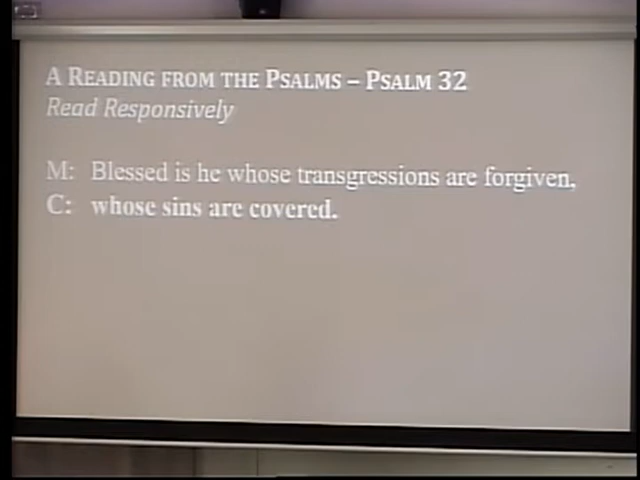 A Reading from the Psalms – Psalm 32
Read Responsively
M: Blessed is he whose transgressions are forgiven,
C: whose sins are covered.